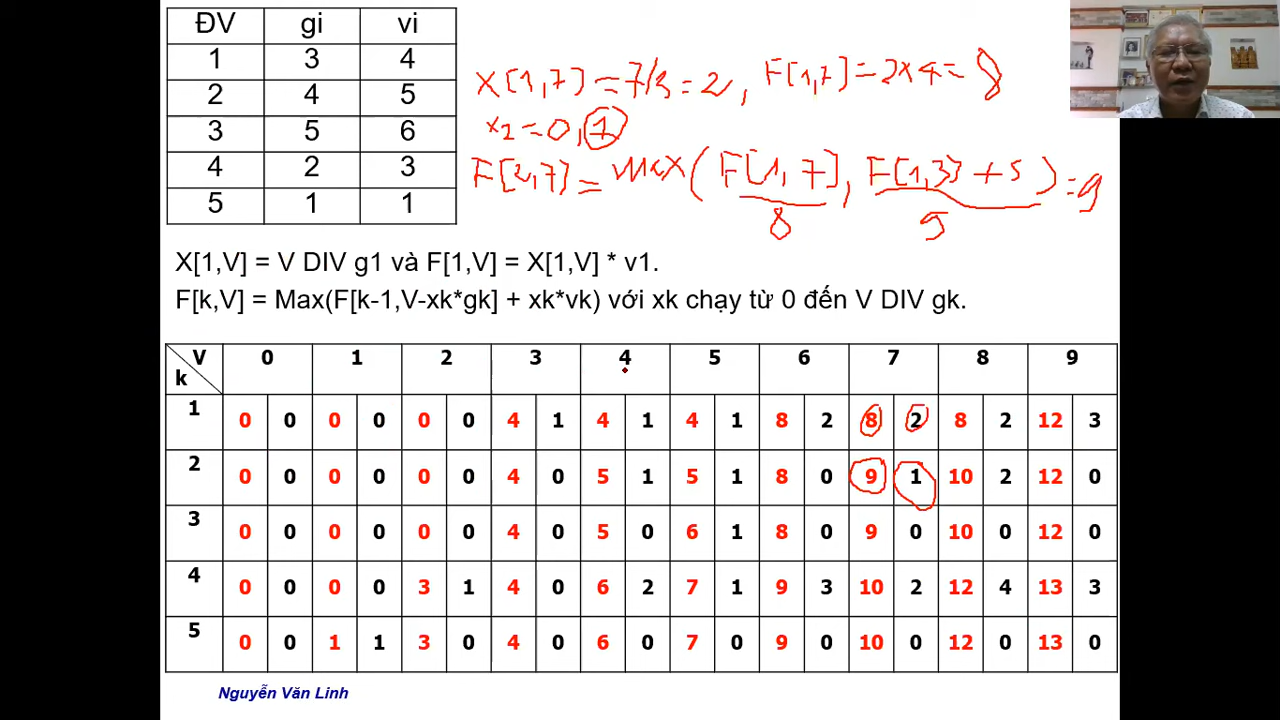 ĐV gi vi
1 3 4
2 4 5
3 5 6
4 2 3
5 1 1
X[1,7] = 7/3 = 2, F[1,7] = 2x4 = 8
x2 = 0, 1
F[2,7] = Max(F[1,7], F[1,3] + 5) = 9
8 9
X[1,V] = V DIV g1 và F[1,V] = X[1,V] * v1.
F[k,V] = Max(F[k-1,V-xk*gk] + xk*vk) với xk chạy từ 0 đến V DIV gk.
V k 0 1 2 3 4 5 6 7 8 9
1 0 0 0 0 0 0 4 1 4 1 4 1 8 2 8 2 8 2 12 3
2 0 0 0 0 0 0 4 0 5 1 5 1 8 0 9 1 10 2 12 0
3 0 0 0 0 0 0 4 0 5 0 6 1 8 0 9 0 10 0 12 0
4 0 0 0 0 3 1 4 0 6 2 7 1 9 3 10 2 12 4 13 3
5 0 0 1 1 3 0 4 0 6 0 7 0 9 0 10 0 12 0 13 0
Nguyễn Văn Linh